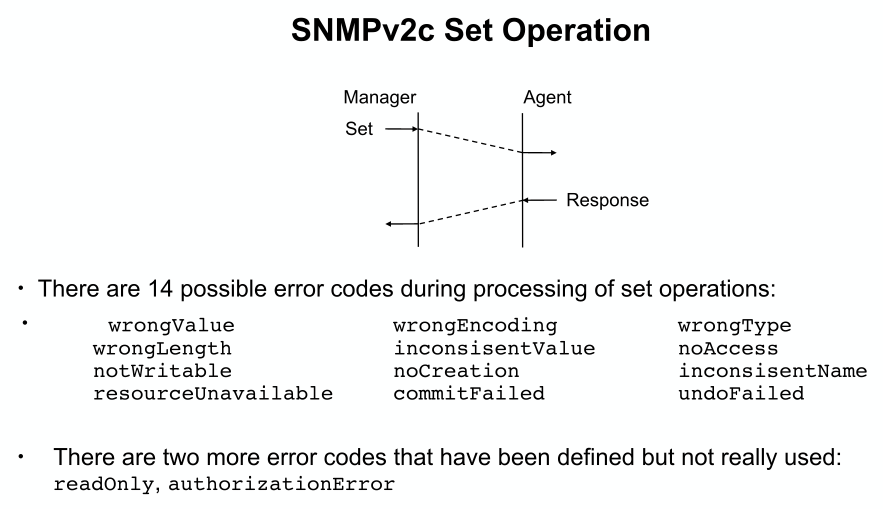 SNMPv2c Set Operation
Manager Agent
Set
Response
• There are 14 possible error codes during processing of set operations:
• wrongValue wrongEncoding wrongType
wrongLength inconsisentValue noAccess
notWritable noCreation inconsisentName
resourceUnavailable commitFailed undoFailed
• There are two more error codes that have been defined but not really used:
readOnly, authorizationError